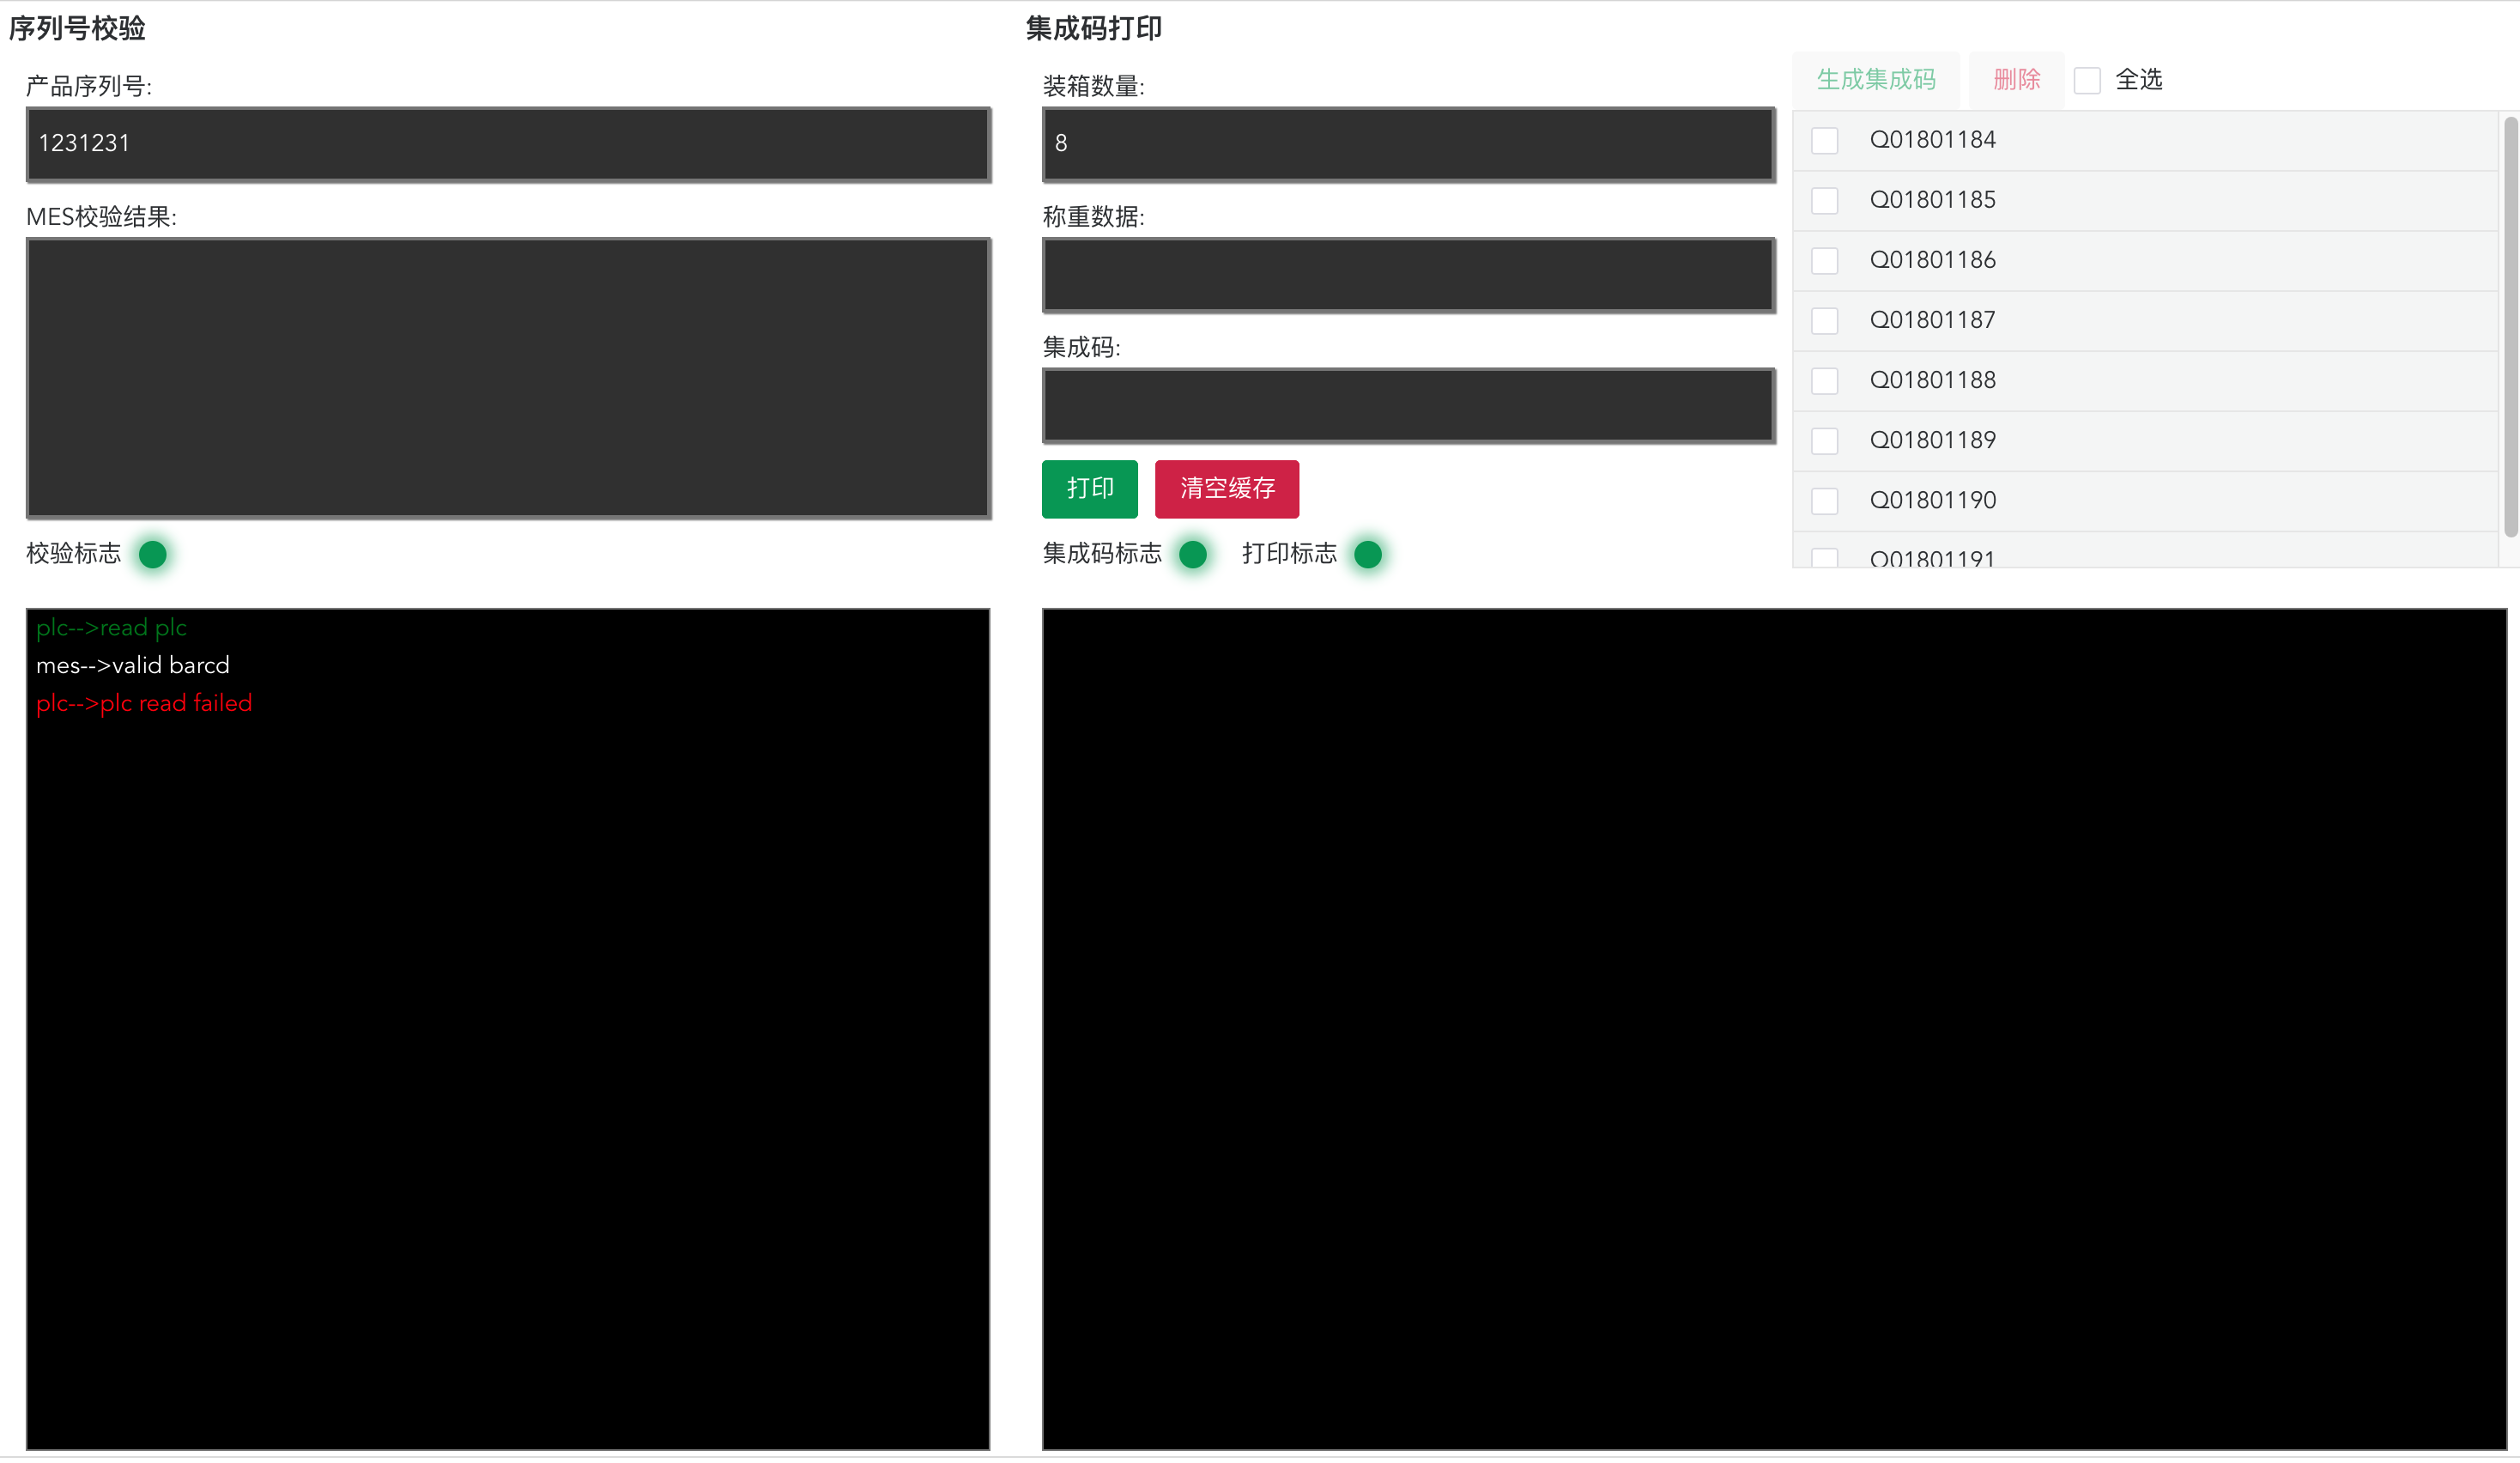 序列号校验
产品序列号:
1231231
MES校验结果:
校验标志
plc-->read plc
mes-->valid barcd
plc-->plc read failed
集成码打印
装箱数量:
8
称重数据:
集成码:
打印 清空缓存
集成码标志 打印标志
生成集成码 删除 全选
Q01801184
Q01801185
Q01801186
Q01801187
Q01801188
Q01801189
Q01801190
Q01801191